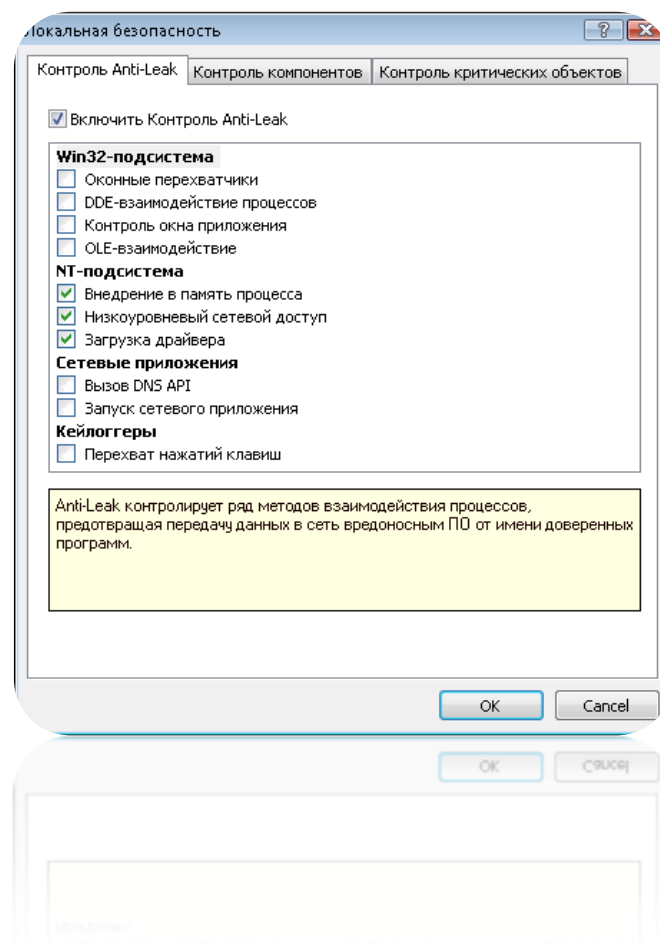 Локальная безопасность
Контроль Anti-Leak Контроль компонентов Контроль критических объектов
Включить Контроль Anti-Leak
Win32-подсистема
Оконные перехватчики
DDE-взаимодействие процессов
Контроль окна приложения
OLE-взаимодействие
NT-подсистема
Внедрение в память процесса
Низкоуровневый сетевой доступ
Загрузка драйвера
Сетевые приложения
Вызов DNS API
Запуск сетевого приложения
Кейлоггеры
Перехват нажатий клавиш
Anti-Leak контролирует ряд методов взаимодействия процессов,
предотвращая передачу данных в сеть вредоносным ПО от имени доверенных
программ.
OK Cancel
OK Cancel